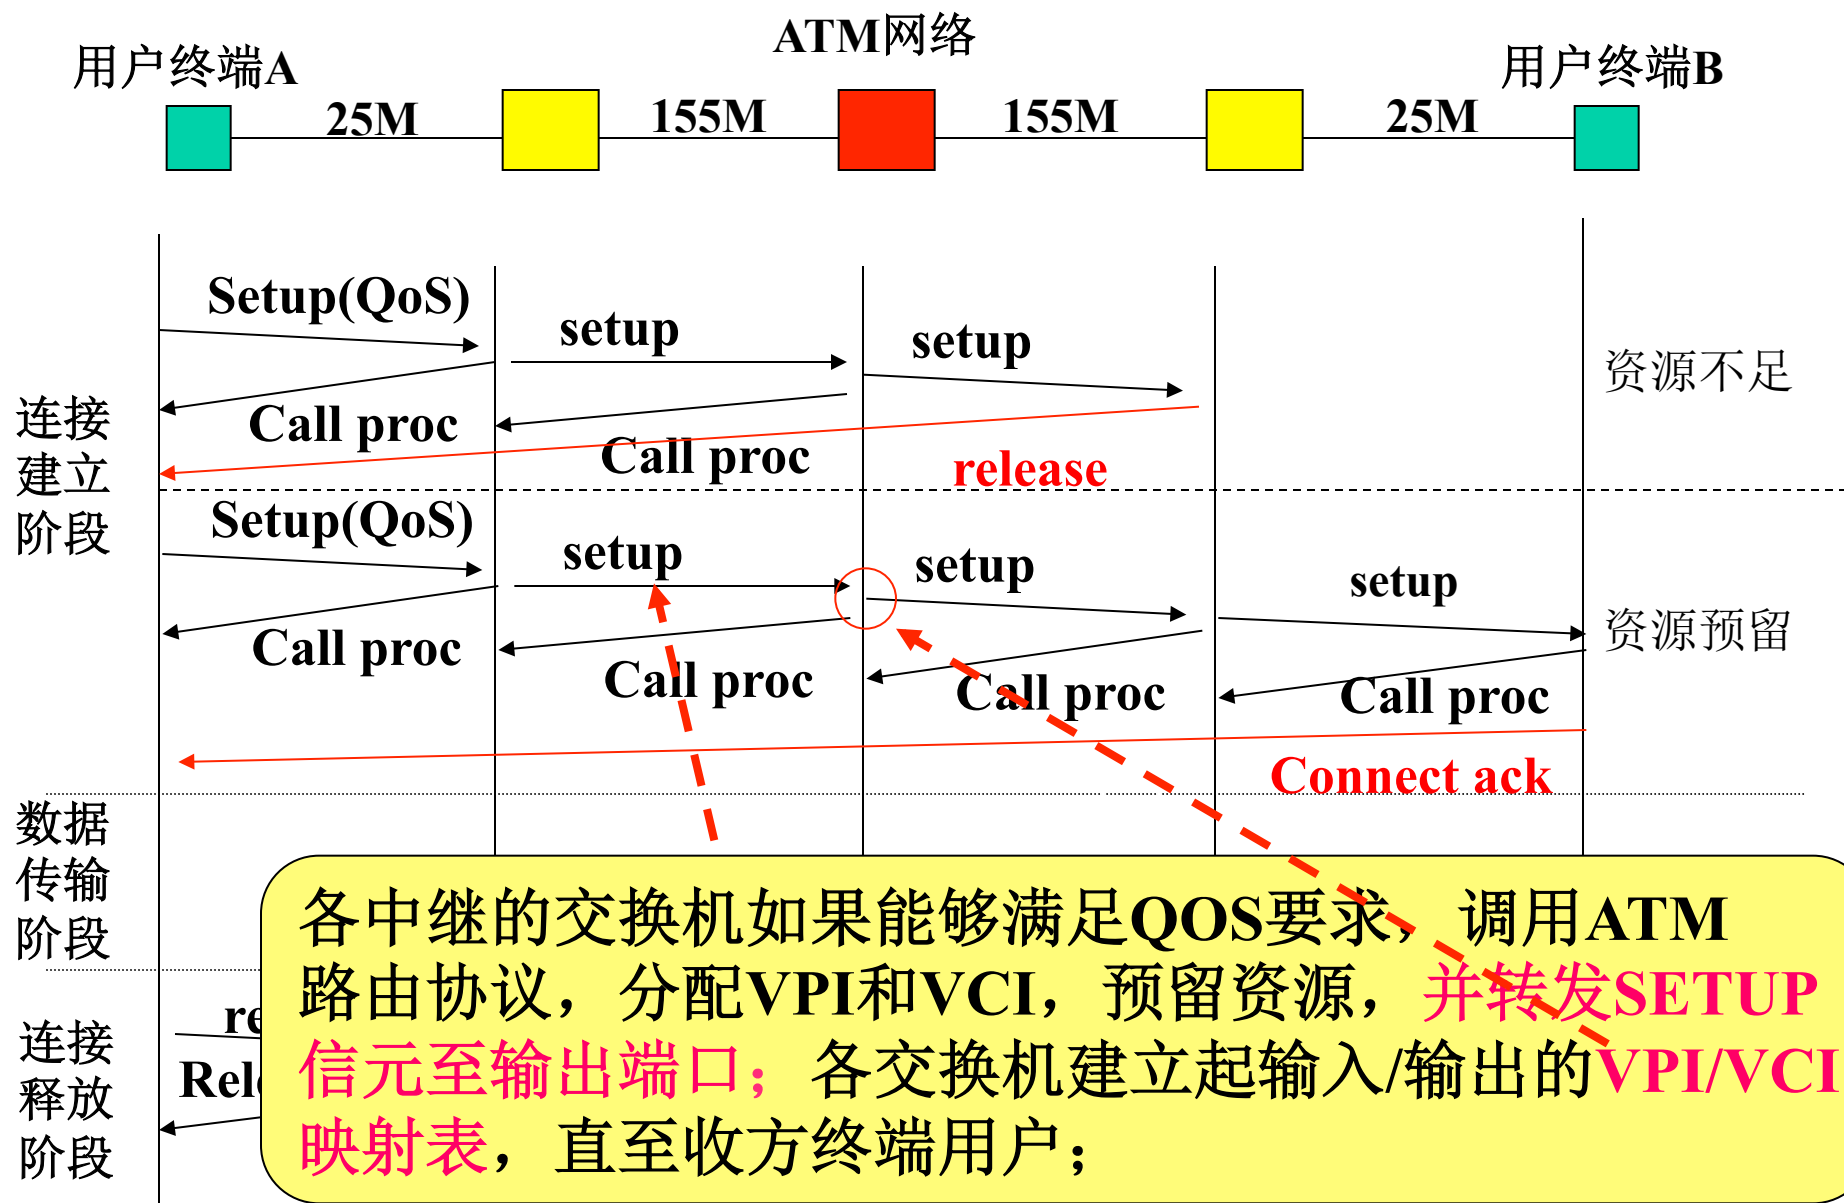 ATM网络
用户终端A
用户终端B
25M
155M
155M
25M
Setup(QoS)
setup
setup
资源不足
连接
建立
阶段
Call proc
Call proc
release
Setup(QoS)
setup
setup
setup
资源预留
Call proc
Call proc
Call proc
Call proc
Connect ack
数据
传输
阶段
各中继的交换机如果能够满足QOS要求，调用ATM
路由协议，分配VPI和VCI，预留资源，并转发SETUP
信元至输出端口；各交换机建立起输入/输出的VPI/VCI
映射表，直至收方终端用户；
连接
释放
阶段